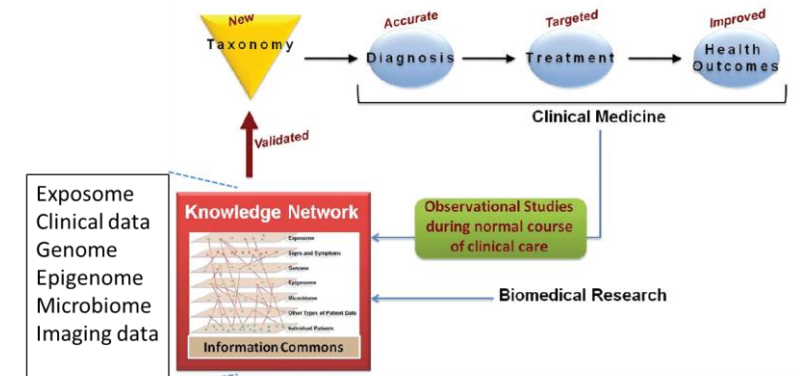 New
Taxonomy
Accurate
Diagnosis
Targeted
Treatment
Improved
Health
Outcomes
Clinical Medicine
Validated
Exposome
Clinical data
Genome
Epigenome
Microbiome
Imaging data
Knowledge Network
Exposome
Signs and Symptoms
Genome
Epigenome
Microbiome
Other Types of Patient Data
Individual Patients
Information Commons
Observational Studies
during normal course
of clinical care
Biomedical Research